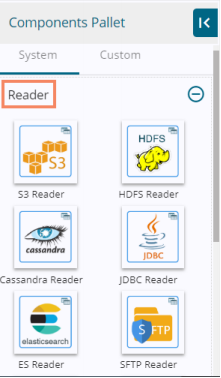 Components Pallet
System Custom
Reader
S3
HDFS
S3 Reader HDFS Reader
cassandra
JDBC
Cassandra Reader JDBC Reader
elasticsearch
S FTP
ES Reader SFTP Reader